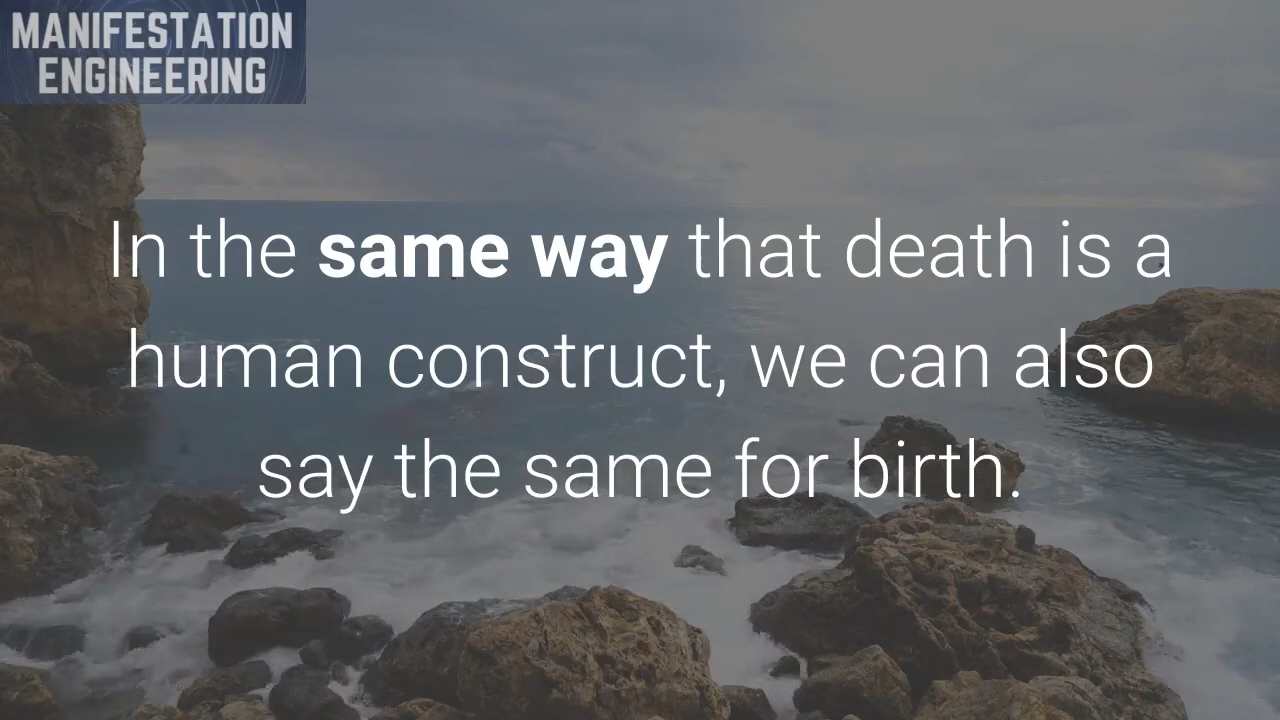 MANIFESTATION
ENGINEERING
In the same way that death is a
human construct, we can also
say the same for birth.